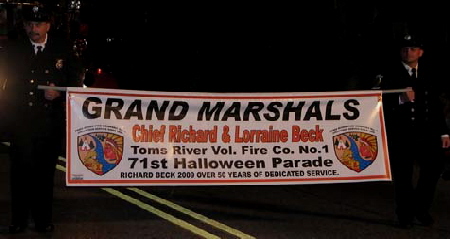 GRAND MARSHALS
Chief Richard & Lorraine Beck
Toms River Vol. Fire Co. No.1
71st Halloween Parade
RICHARD BECK 2009 OVER 50 YEARS OF DEDICATED SERVICE.